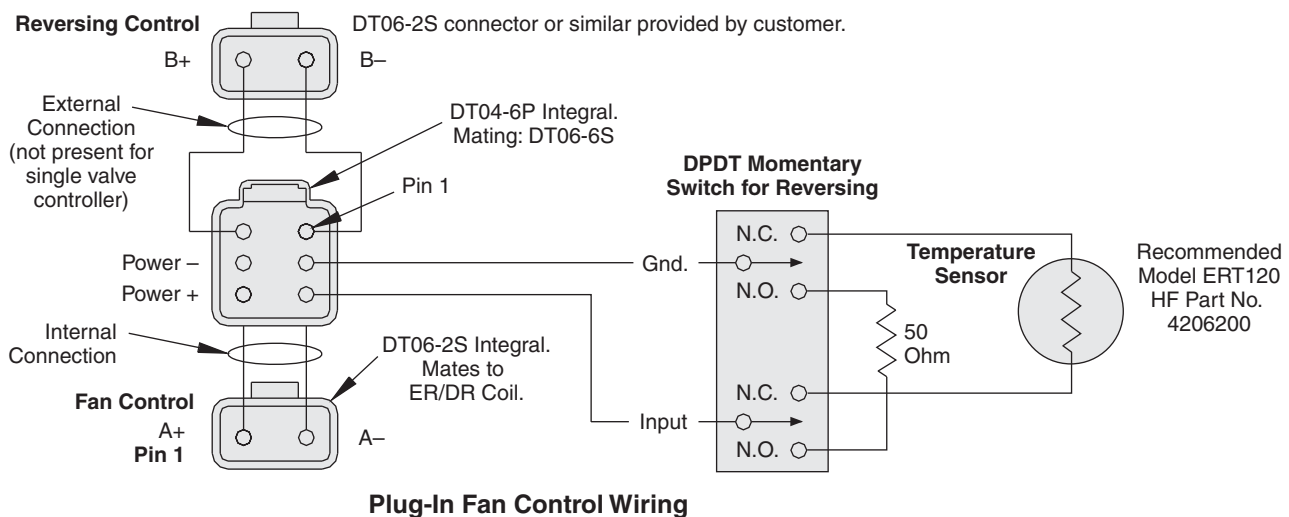 Reversing Control
DT06-2S connector or similar provided by customer.
B+
B–
External
Connection
(not present for
single valve
controller)
DT04-6P Integral.
Mating: DT06-6S
Pin 1
DPDT Momentary
Switch for Reversing
N.C.
Temperature
Sensor
Recommended
Model ERT120
HF Part No.
4206200
Power –
Gnd.
Power +
N.O.
50
Ohm
Internal
Connection
DT06-2S Integral.
Mates to
ER/DR Coil.
N.C.
Fan Control
A+
Pin 1
A–
Input
N.O.
Plug-In Fan Control Wiring